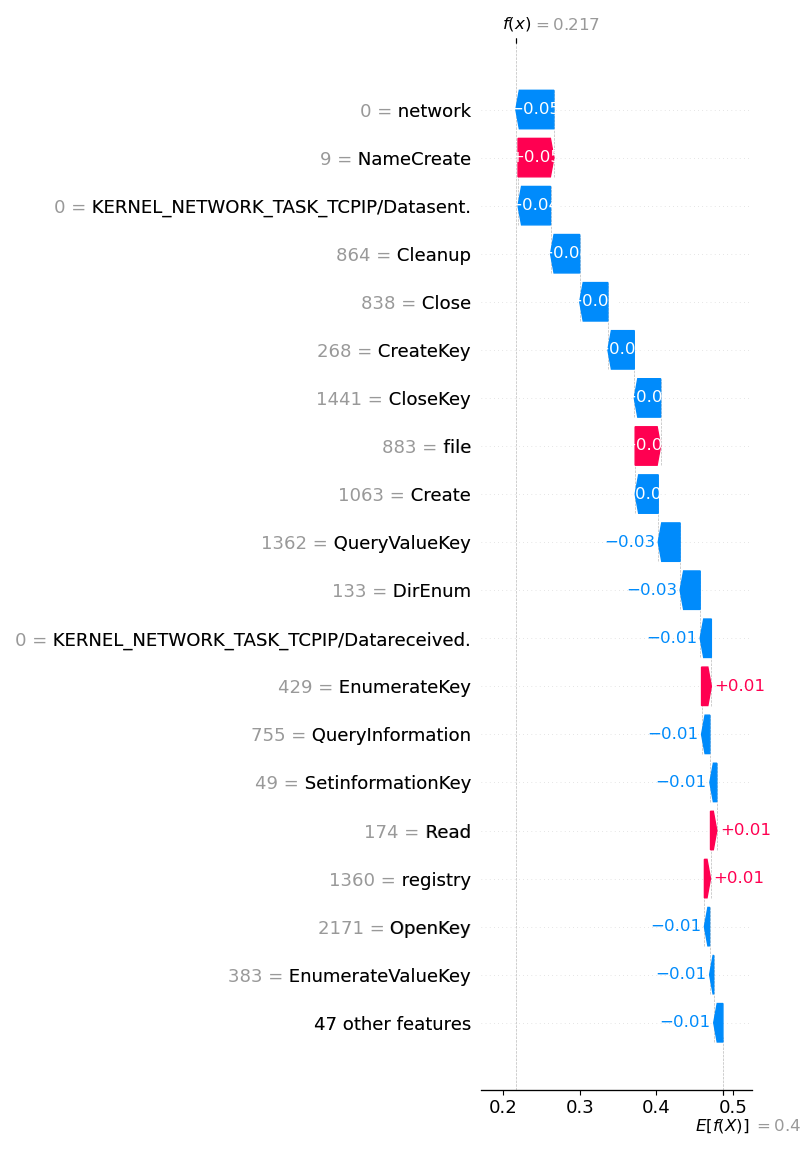 f(x) = 0.217
0 = network
−0.05
9 = NameCreate
+0.05
0 = KERNEL_NETWORK_TASK_TCPIP/Datasent.
−0.04
864 = Cleanup
838 = Close
268 = CreateKey
1441 = CloseKey
883 = file
1063 = Create
1362 = QueryValueKey
−0.03
133 = DirEnum
−0.03
0 = KERNEL_NETWORK_TASK_TCPIP/Datareceived.
−0.01
429 = EnumerateKey
+0.01
755 = QueryInformation
−0.01
49 = SetinformationKey
−0.01
174 = Read
+0.01
1360 = registry
+0.01
2171 = OpenKey
−0.01
383 = EnumerateValueKey
−0.01
47 other features
−0.01
0.2 0.3 0.4 0.5
E[f(X)] = 0.4